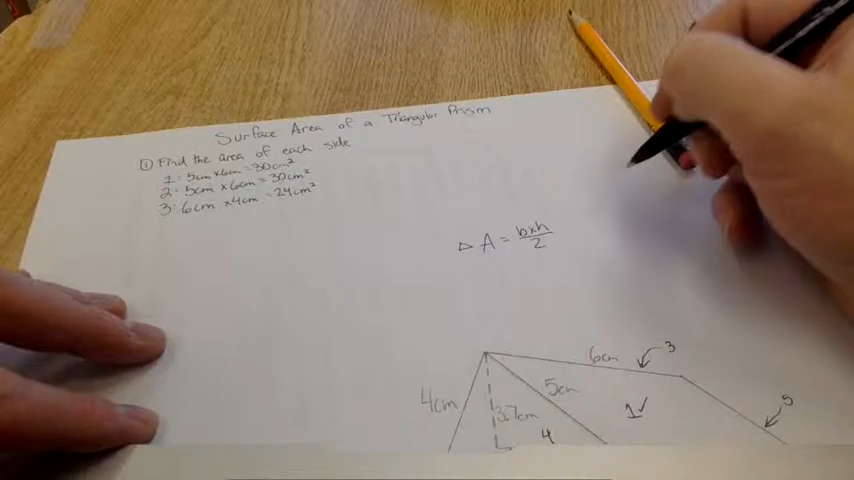 Surface Area of a Triangular Prism
① Find the area of each side
1: 5cm x 6cm = 30cm²
2: 5cm x 6cm = 30cm²
3: 6cm x 4cm = 24cm²
△ A = bxh
2
6cm
3
4cm
5cm
3.7cm
1✓
4
5